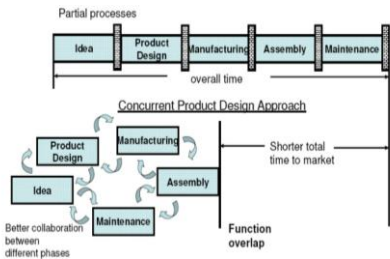 Partial processes
Idea
Product
Design
Manufacturing
Assembly
Maintenance
overall time
Concurrent Product Design Approach
Product
Design
Manufacturing
Idea
Assembly
Maintenance
Shorter total
time to market
Better collaboration
between
different phases
Function
overlap